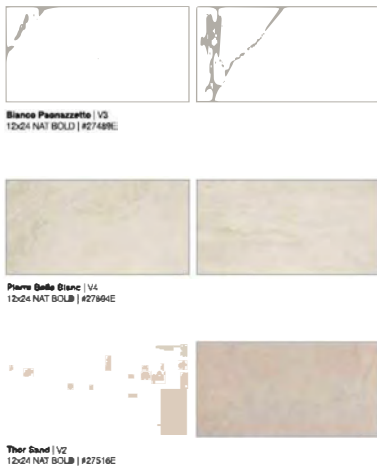 Bianco Paonazzetto | V3
12x24 NAT BOLD | #27489E
Pierre Belle Blanc | V4
12x24 NAT BOLD | #27694E
Thor Sand | V2
12x24 NAT BOLD | #27516E